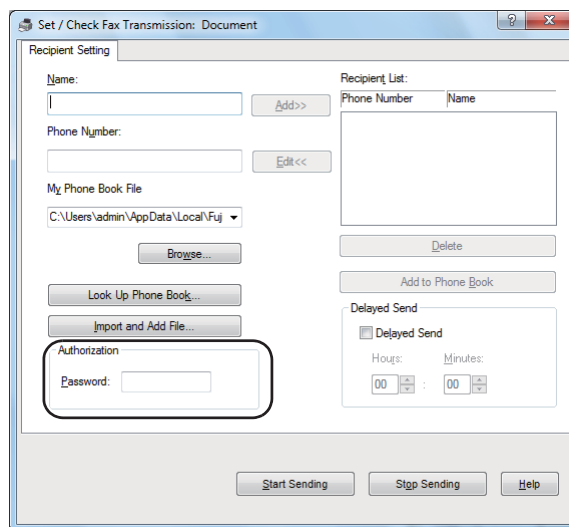 Set / Check Fax Transmission: Document
Recipient Setting
Name:
Add>>
Phone Number:
Edit<<
My Phone Book File
C:\Users\admin\AppData\Local\Fuj
Browse...
Look Up Phone Book...
Import and Add File...
Authorization
Password:
Recipient List:
Phone Number Name
Delete
Add to Phone Book
Delayed Send
Delayed Send
Hours: Minutes:
00 : 00
Start Sending Stop Sending Help